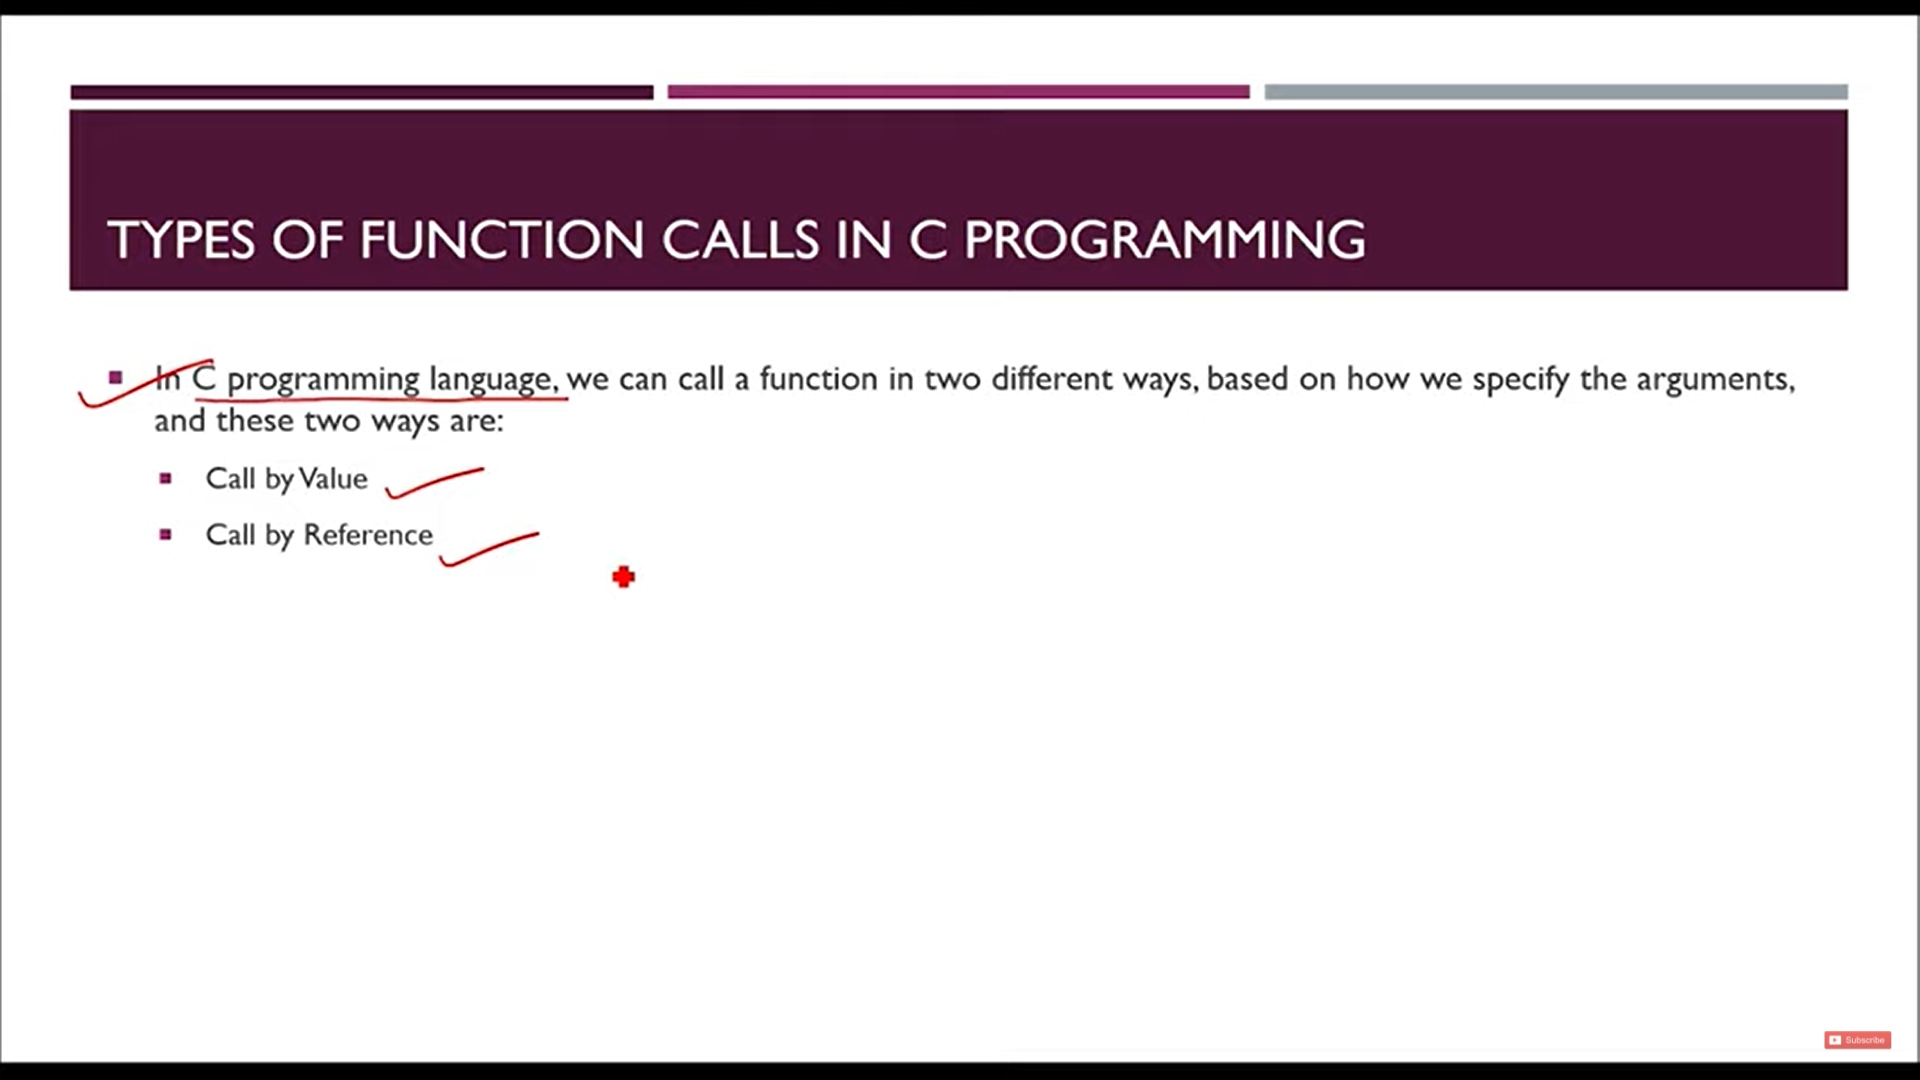 TYPES OF FUNCTION CALLS IN C PROGRAMMING
In C programming language, we can call a function in two different ways, based on how we specify the arguments,
and these two ways are:
Call by Value
Call by Reference
Subscribe